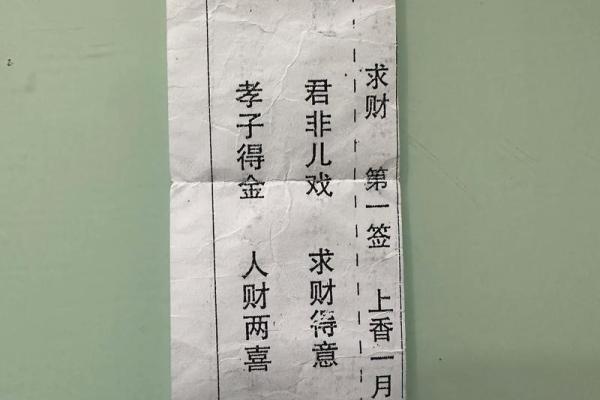 求财 第一签 上香一月
君非儿戏 求财得意
孝子得金 人财两喜